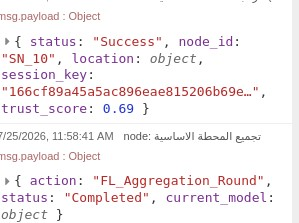 msg.payload : Object
{ status: "Success", node_id:
"SN_10", location: object,
session_key:
"166cf89a45a5ac896eae815206b69e…",
trust_score: 0.69 }
7/25/2026, 11:58:41 AM node: تجميع المحطة الاساسية
msg.payload : Object
{ action: "FL_Aggregation_Round",
status: "Completed", current_model:
object }